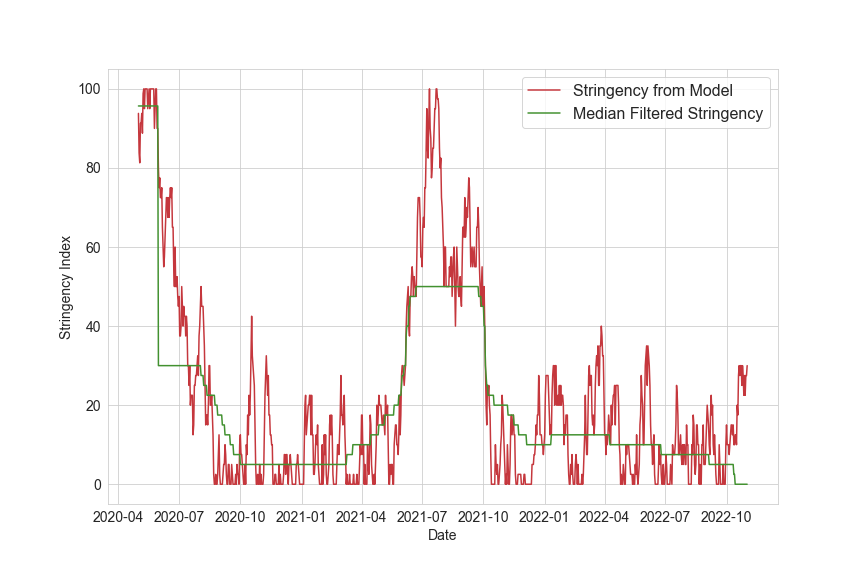 Stringency from Model
Median Filtered Stringency
Stringency Index
100
80
60
40
20
0
2020-04 2020-07 2020-10 2021-01 2021-04 2021-07 2021-10 2022-01 2022-04 2022-07 2022-10
Date